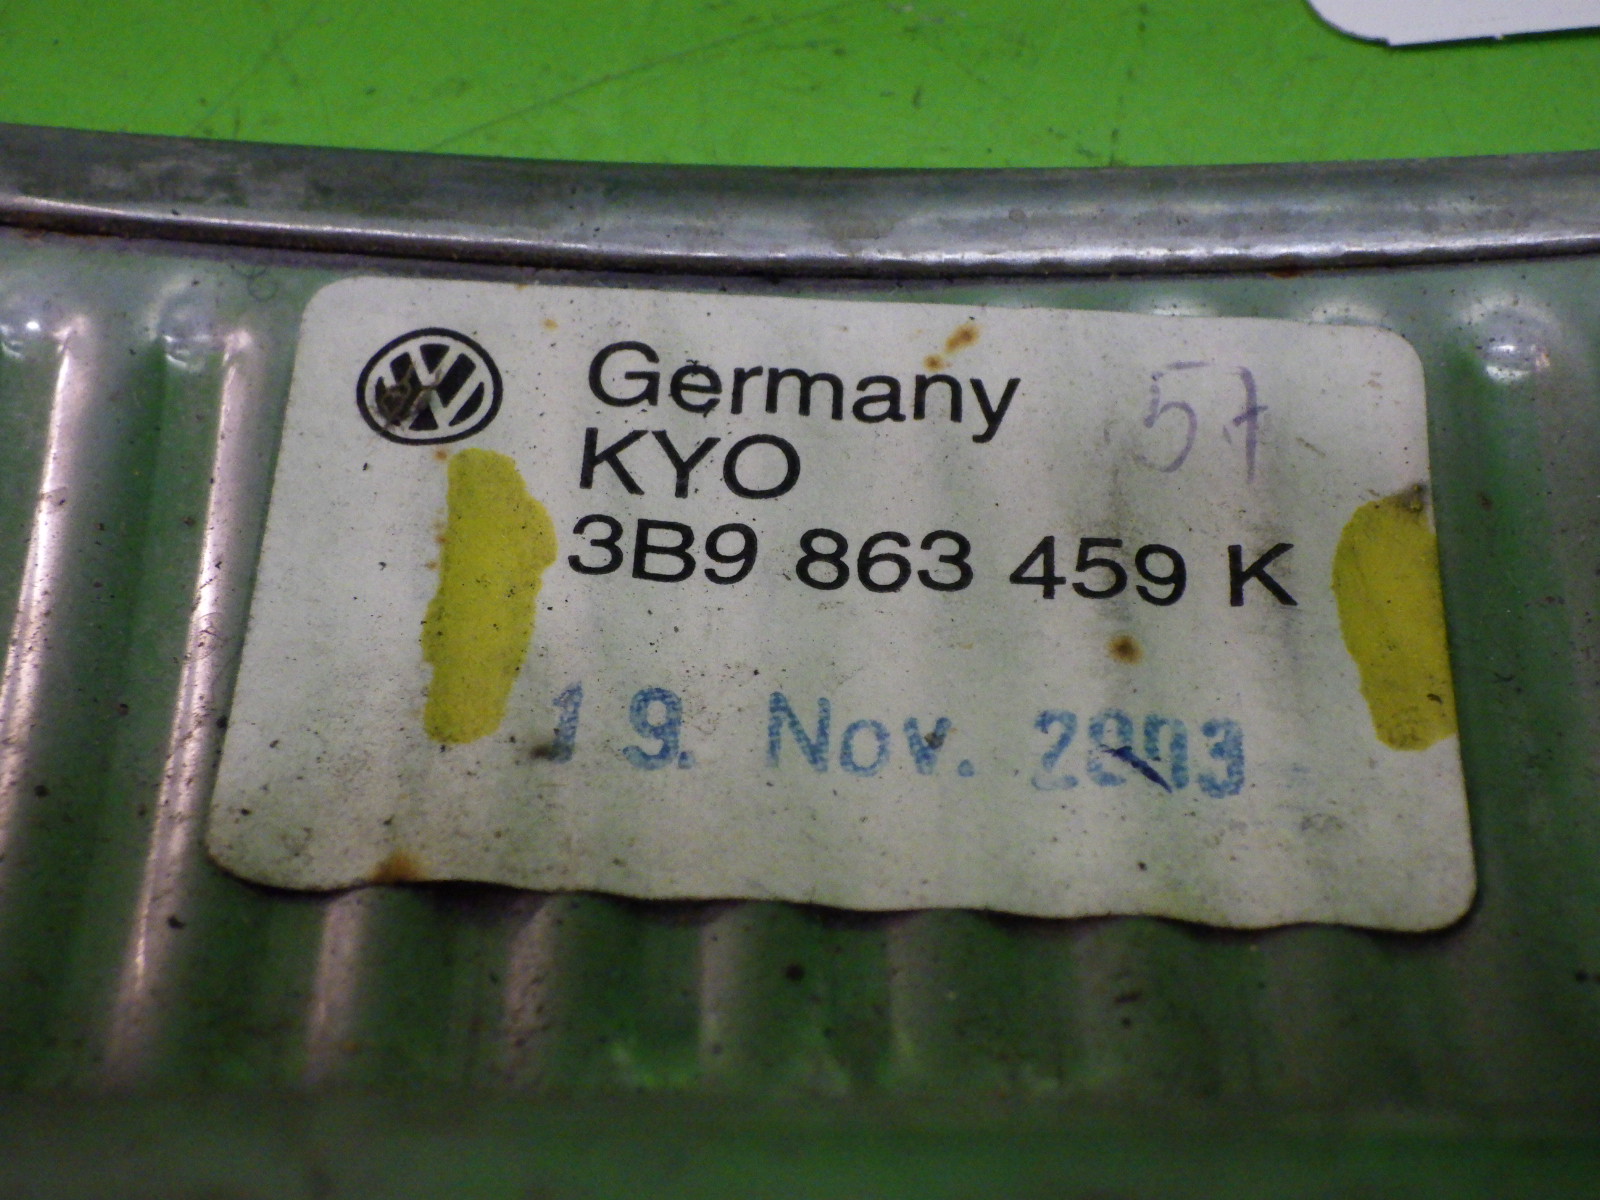 Germany
57
KYO
3B9 863 459 K
19. Nov. 2003